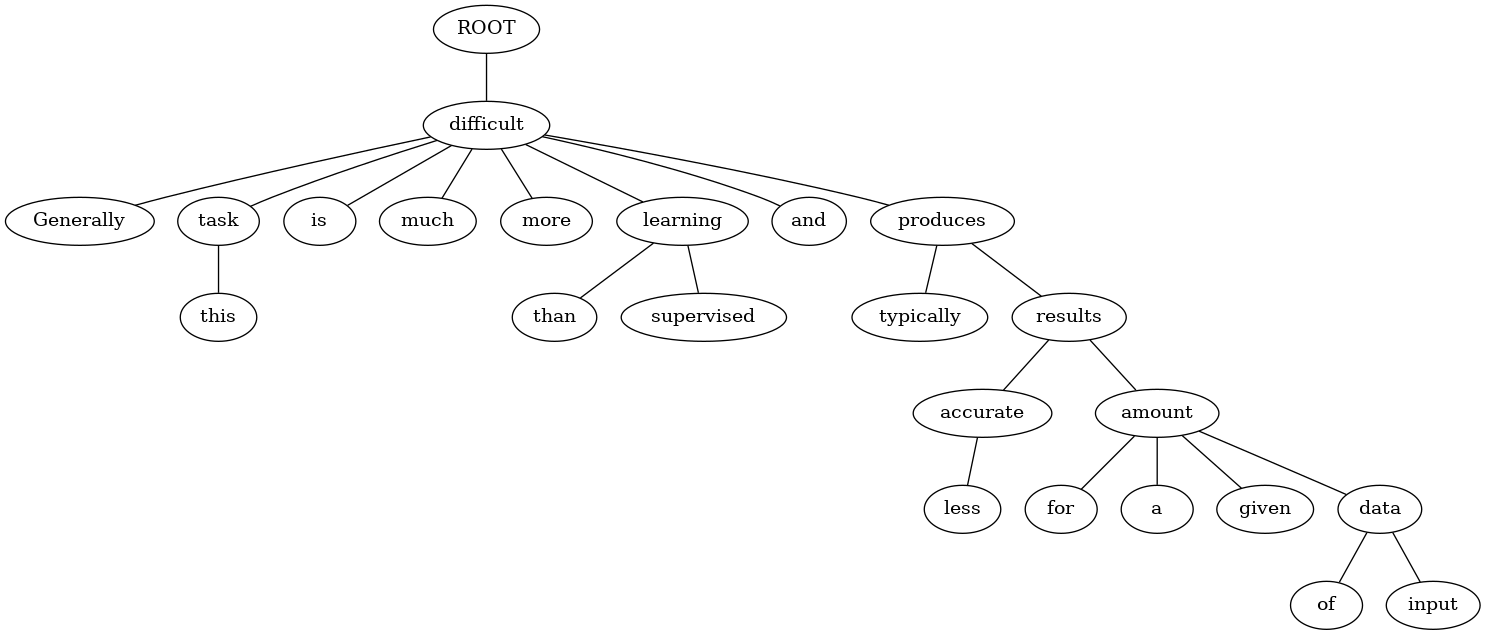 ROOT
difficult
Generally task is much more learning and produces
this than supervised typically results
accurate amount
less for a given data
of input